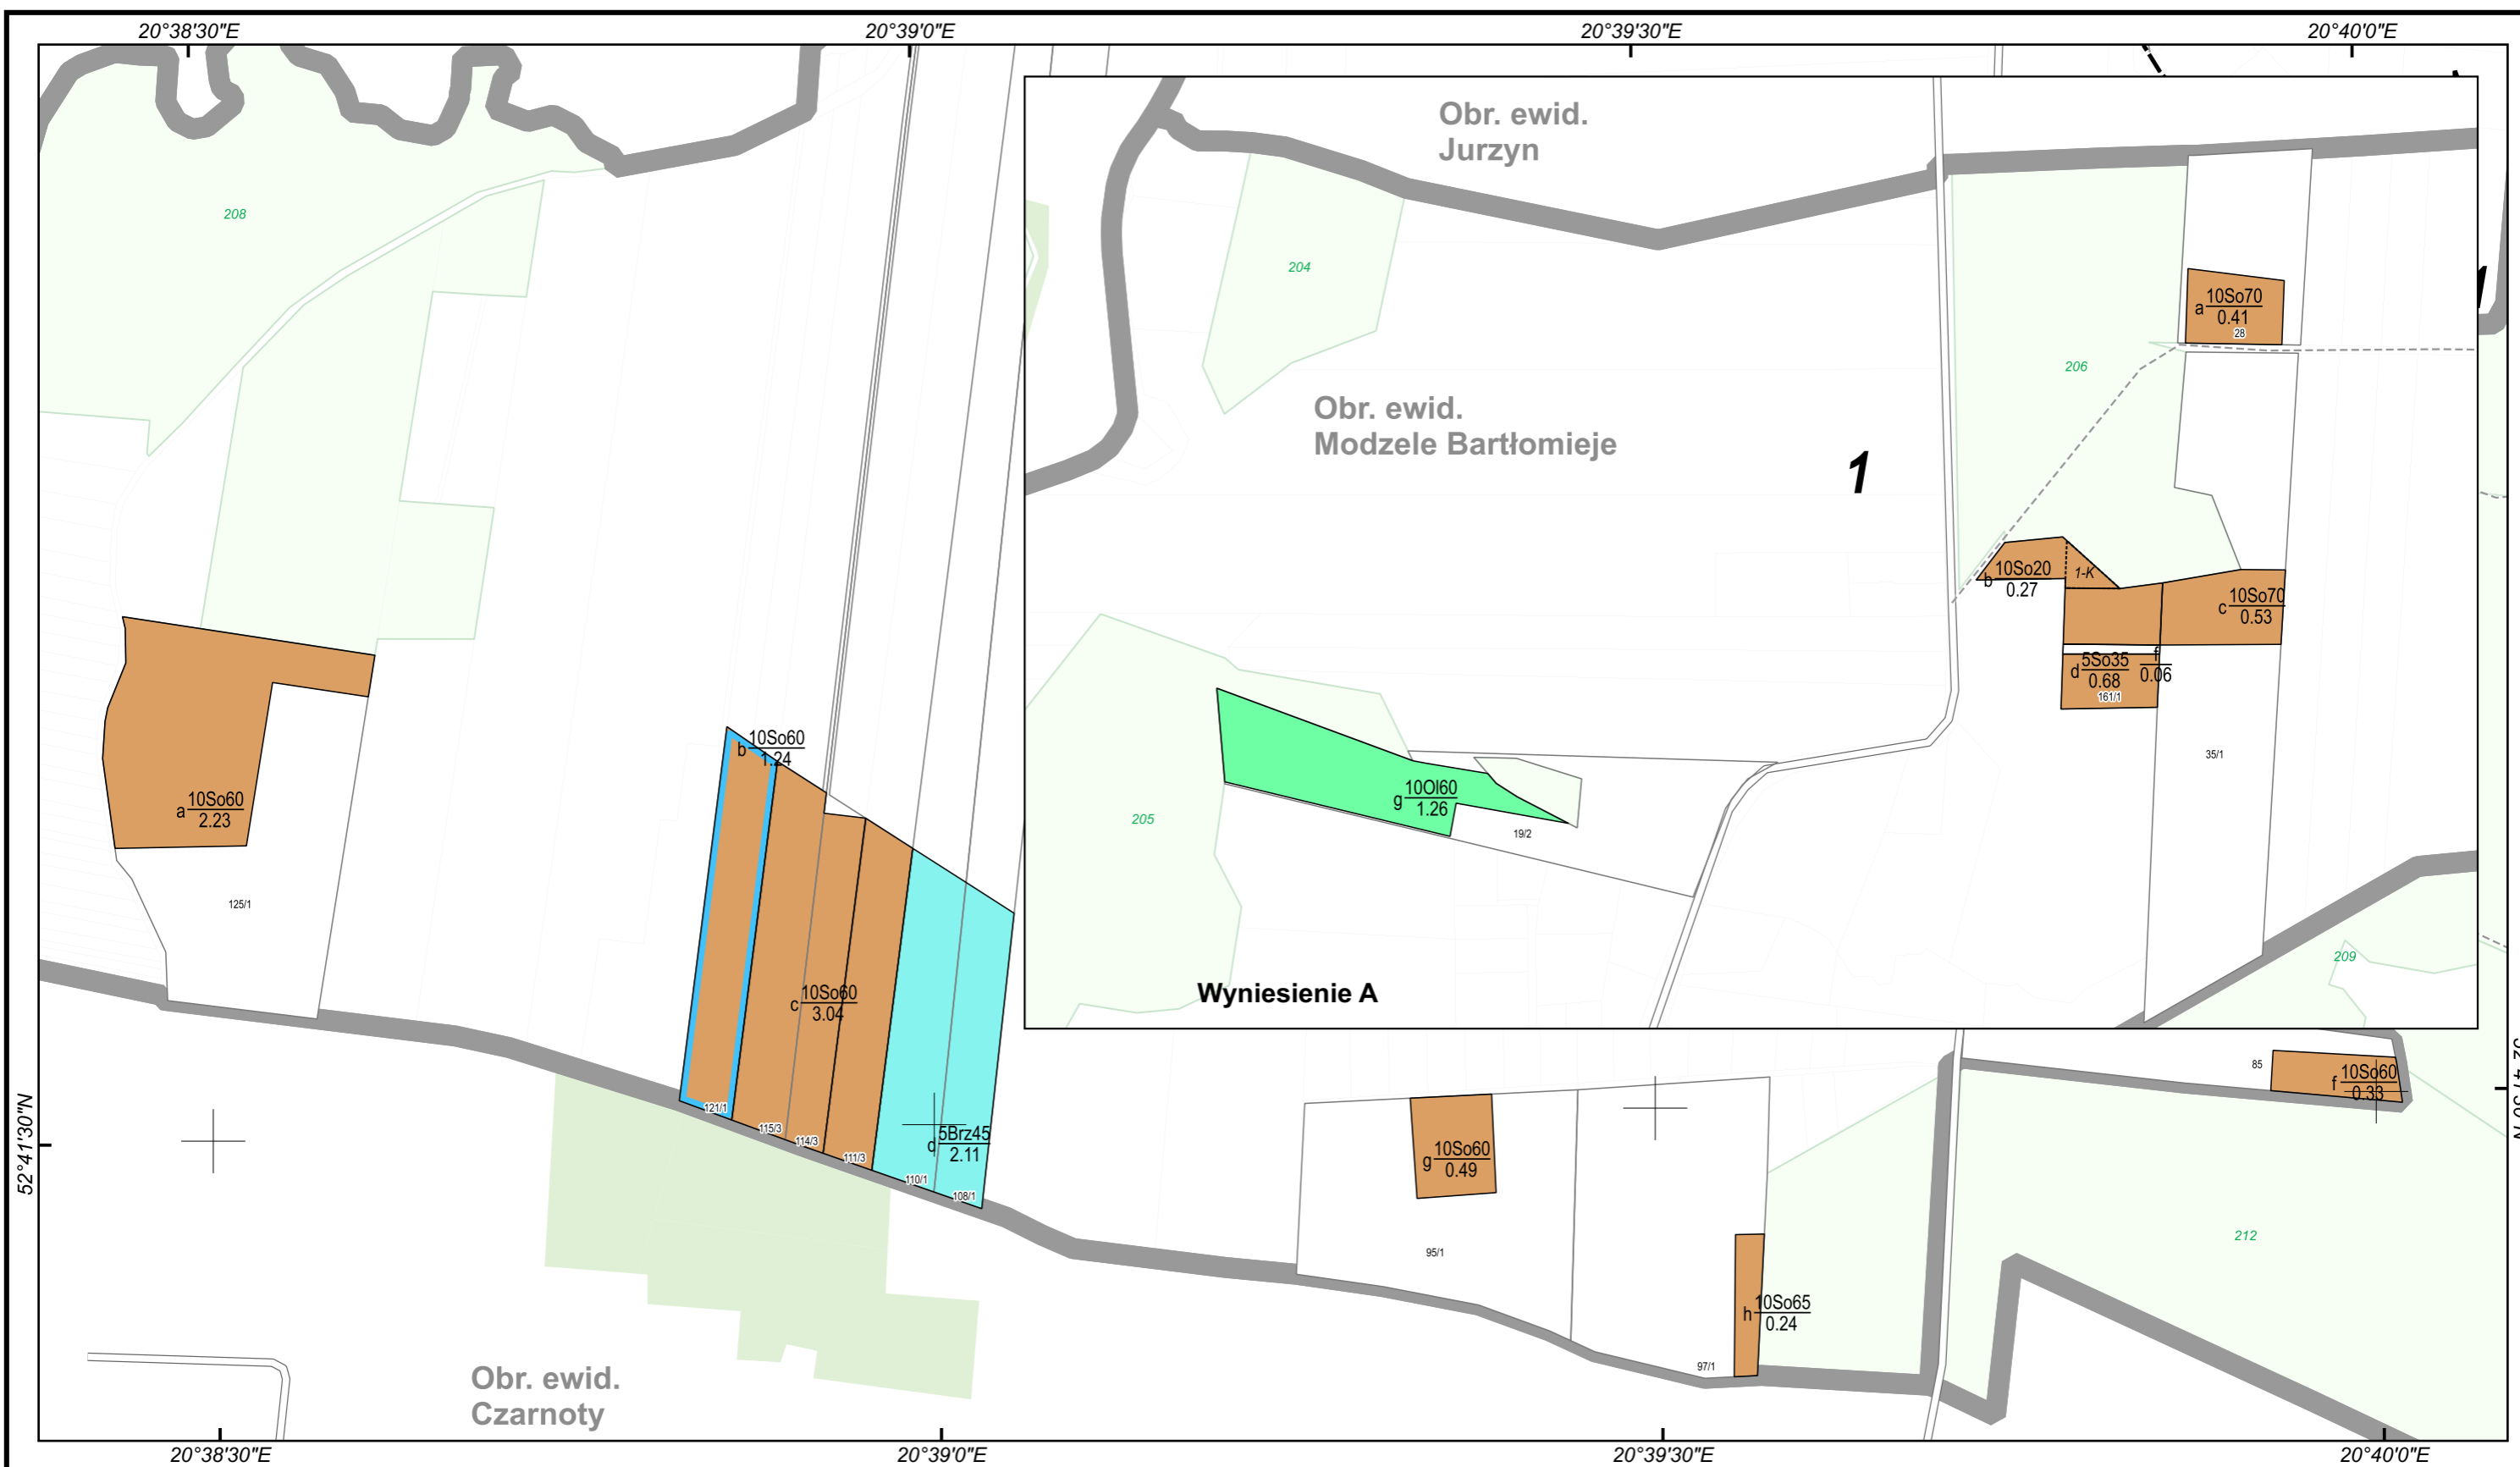 20°38'30"E
20°39'0"E
20°39'30"E
20°40'0"E
Obr. ewid.
Jurzyn
208
204
206
a 10So70
0.41
28
Obr. ewid.
Modzele Bartłomieje
1
b 10So20
0.27
1-K
c 10So70
0.53
d 5So35
0.68
f
0.06
161/1
35/1
b 10So60
1.24
a 10So60
2.23
125/1
g 10Ol60
1.26
19/2
205
209
c 10So60
3.04
Wyniesienie A
85
f 10So60
0.33
52°41'30"N
121/1
115/3
114/3
111/3
110/1
108/1
d 5Brz45
2.11
g 10So60
0.49
95/1
212
h 10So65
0.24
97/1
Obr. ewid.
Czarnoty
20°38'30"E
20°39'0"E
20°39'30"E
20°40'0"E